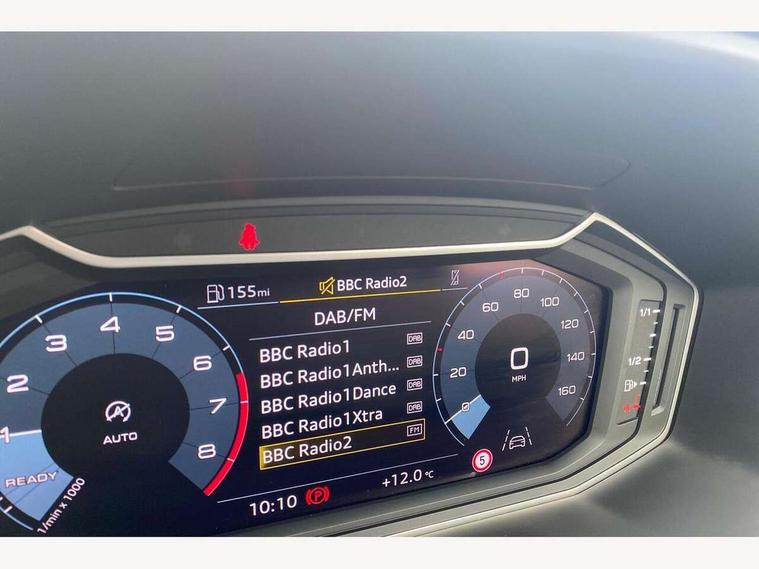 155mi
BBC Radio2
DAB/FM
BBC Radio1
DAB
BBC Radio1Anth...
DAB
BBC Radio1Dance
DAB
BBC Radio1Xtra
DAB
BBC Radio2
FM
10:10
P
+12.0 °C
1
2
3
4
5
6
7
8
A
AUTO
READY
1/min x 1000
20
40
60
80
100
120
140
160
0
MPH
5
1/1
1/2